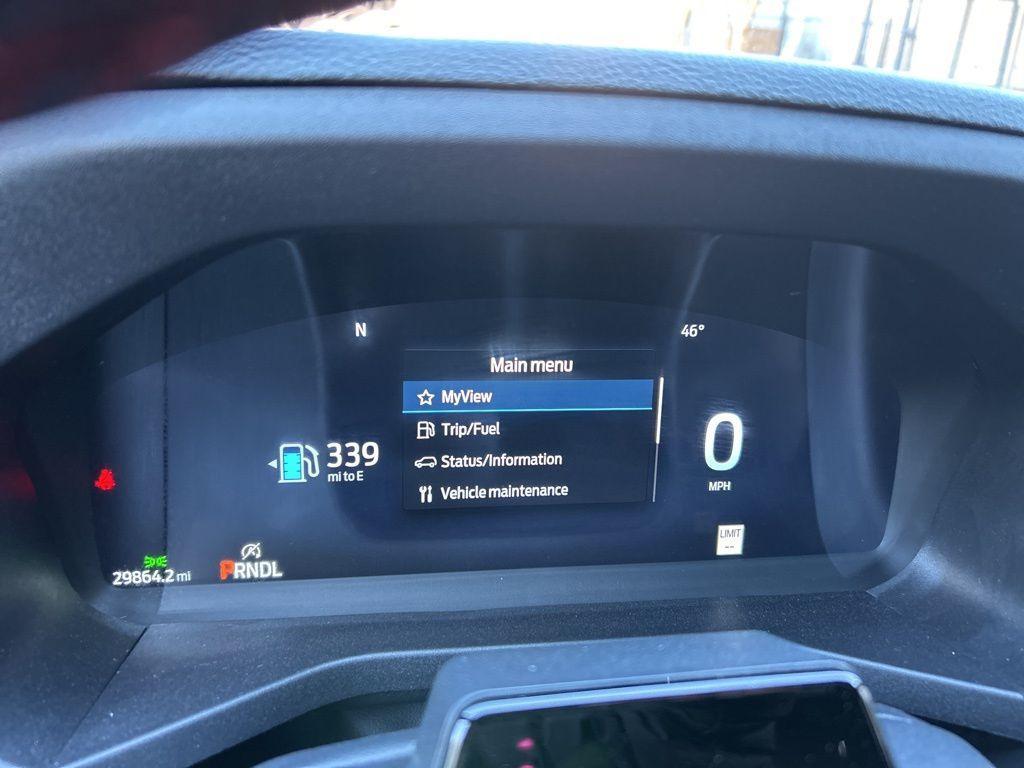 N
46°
Main menu
MyView
Trip/Fuel
Status/Information
Vehicle maintenance
339
mi to E
0
MPH
LIMIT
--
29864.2 mi
PRNDL